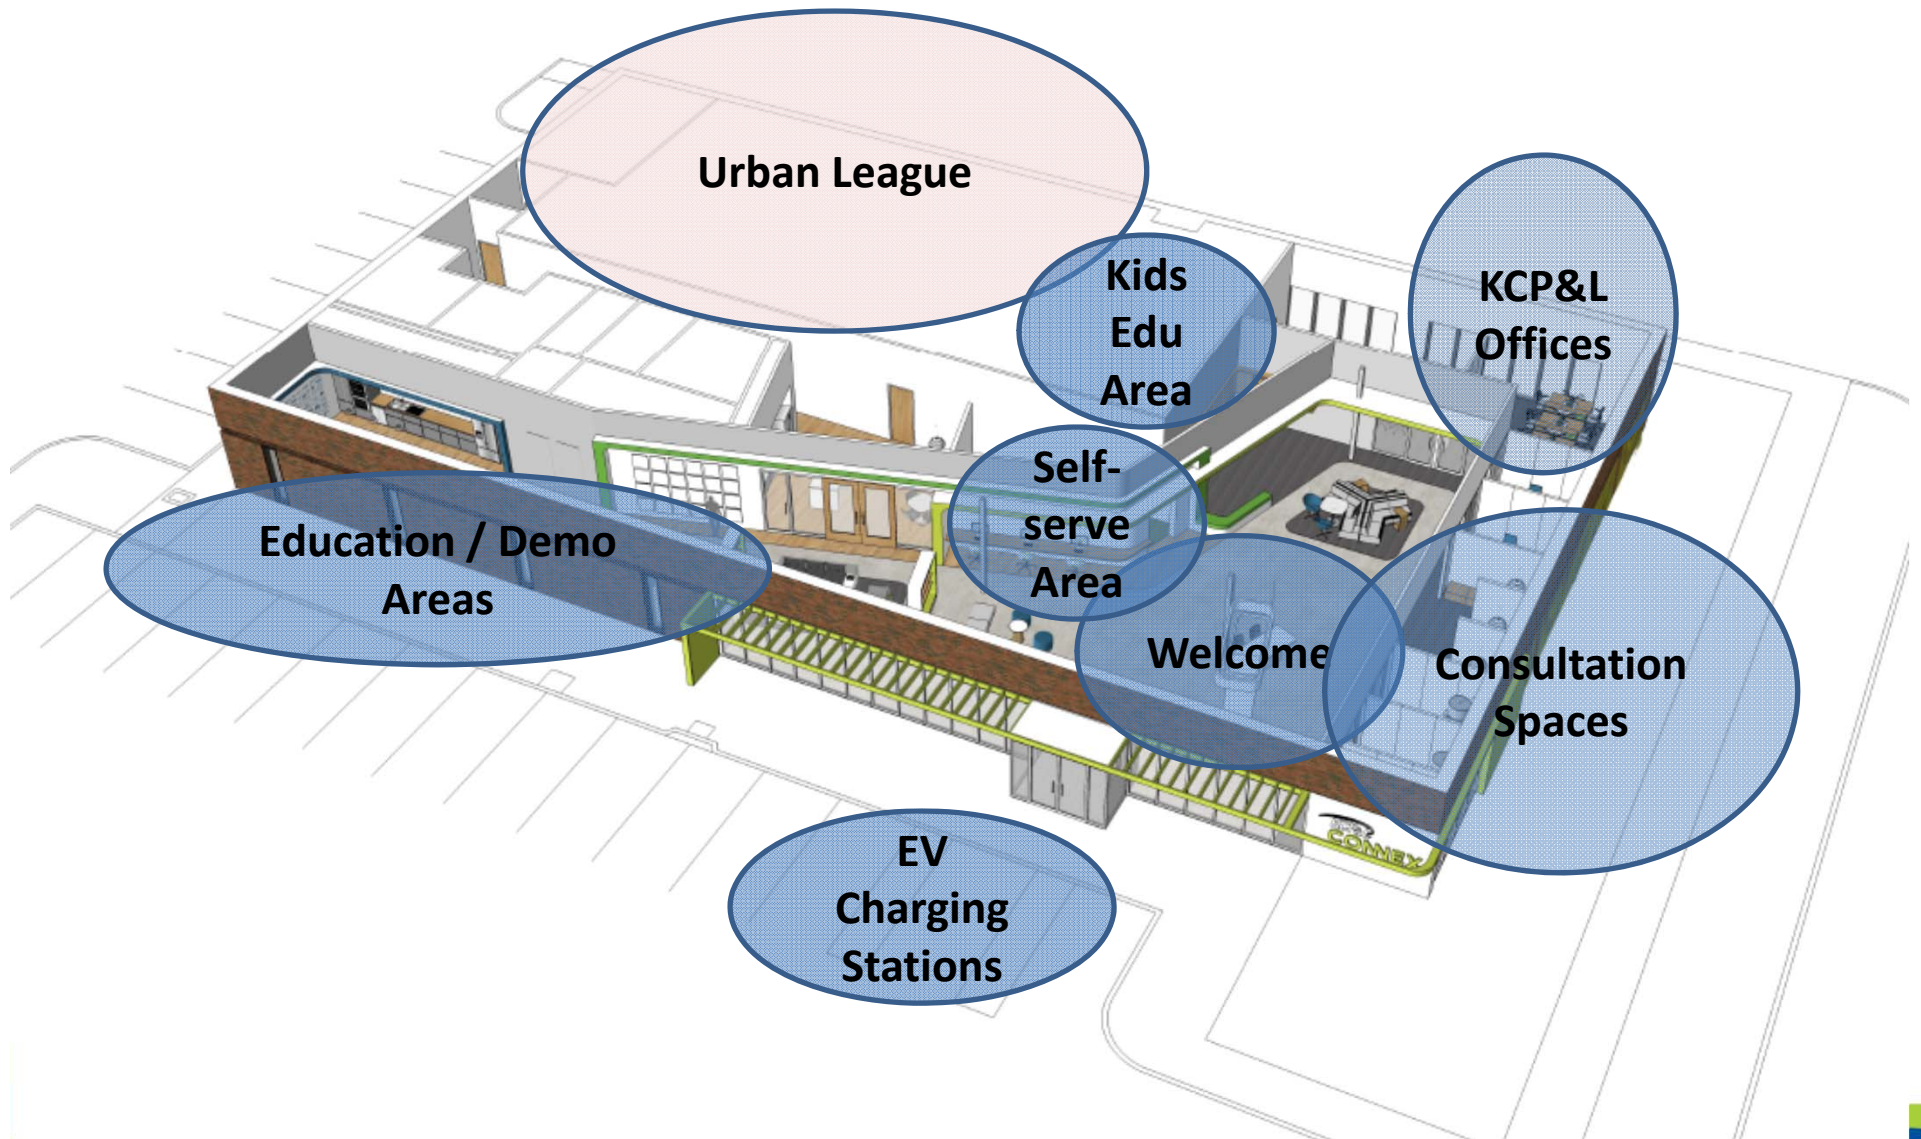 Urban League
Kids
Edu
Area
KCP&L
Offices
Self-
serve
Area
Education / Demo
Areas
Welcome
Consultation
Spaces
EV
Charging
Stations
CONNEX